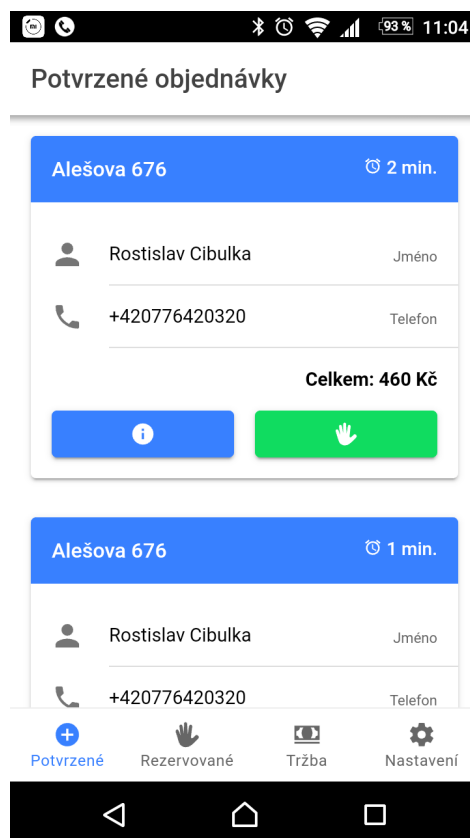 93 % 11:04
Potvrzené objednávky
Alešova 676 2 min.
Rostislav Cibulka Jméno
+420776420320 Telefon
Celkem: 460 Kč
Alešova 676 1 min.
Rostislav Cibulka Jméno
+420776420320 Telefon
Potvrzené Rezervované Tržba Nastavení